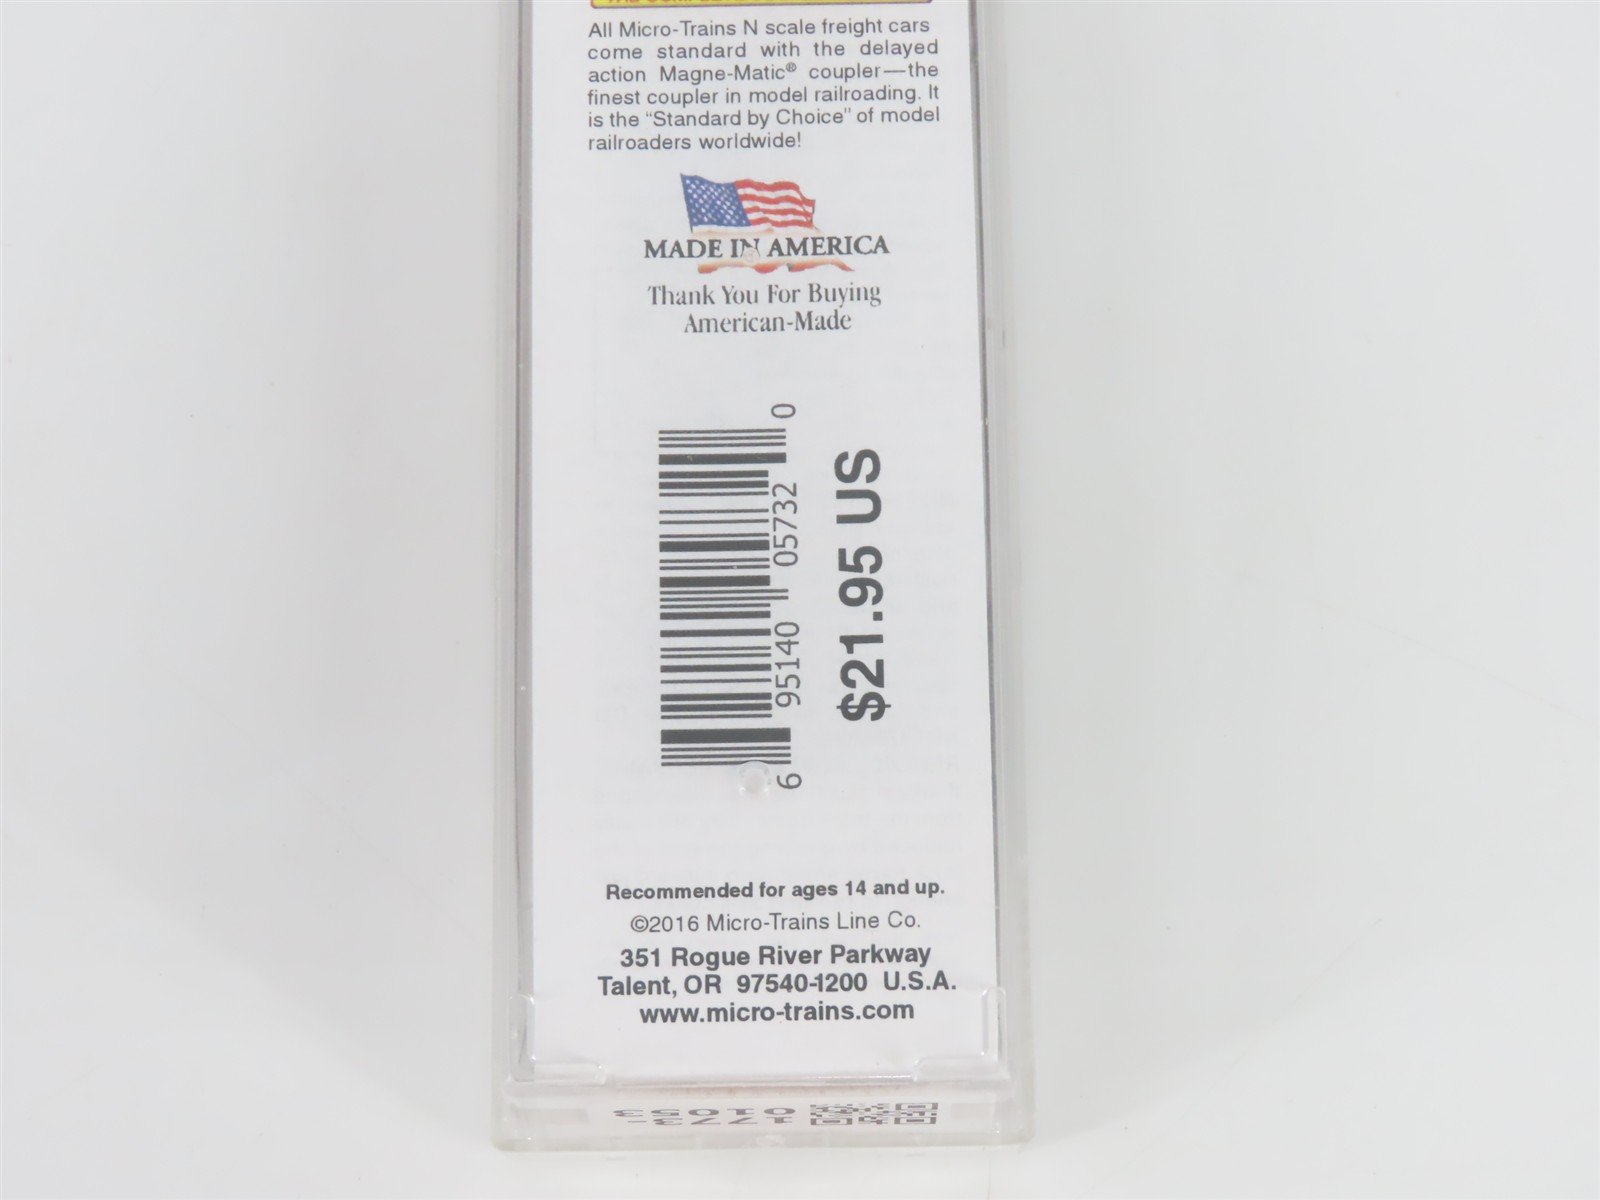 All Micro-Trains N scale freight cars
come standard with the delayed
action Magne-Matic® coupler—the
finest coupler in model railroading. It
is the “Standard by Choice” of model
railroaders worldwide!
MADE IN AMERICA
Thank You For Buying
American-Made
6 95140 05732 0
$21.95 US
Recommended for ages 14 and up.
©2016 Micro-Trains Line Co.
351 Rogue River Parkway
Talent, OR 97540-1200 U.S.A.
www.micro-trains.com